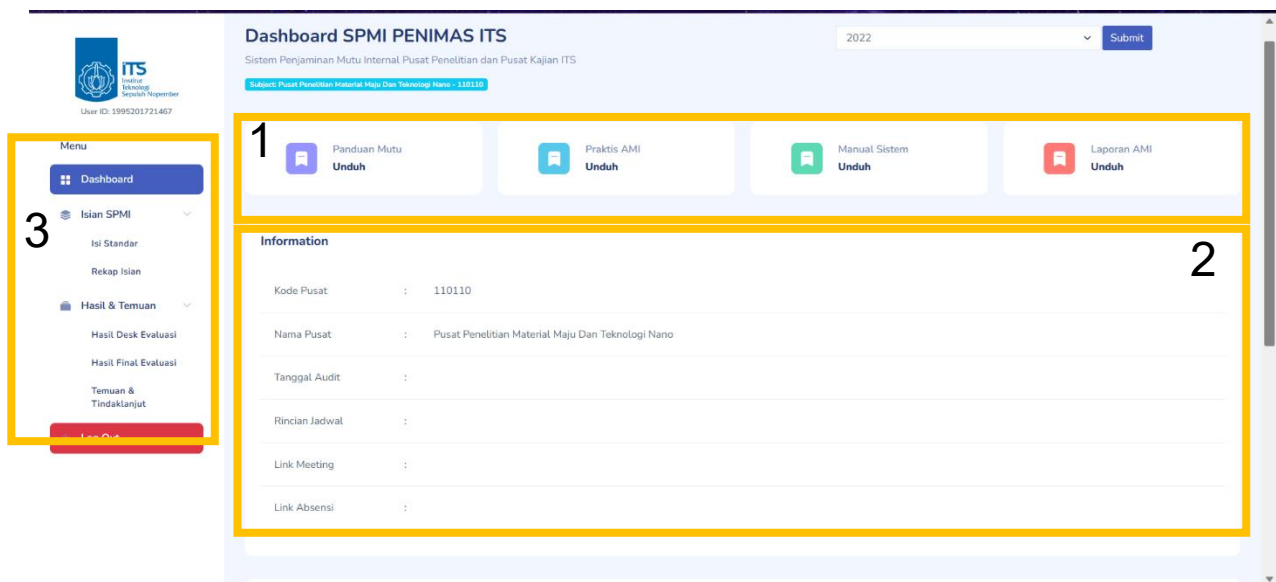 Dashboard SPMI PENIMAS ITS
Sistem Penjaminan Mutu Internal Pusat Penelitian dan Pusat Kajian ITS
Subject: Pusat Penelitian Material Maju Dan Teknologi Nano - 110110
2022
Submit
ITS
Institut
Teknologi
Sepuluh Nopember
User ID: 1995201721467
3
Menu
Dashboard
Isian SPMI
Isi Standar
Rekap Isian
Hasil & Temuan
Hasil Desk Evaluasi
Hasil Final Evaluasi
Temuan &
Tindaklanjut
Log Out
1
Panduan Mutu
Unduh
Praktis AMI
Unduh
Manual Sistem
Unduh
Laporan AMI
Unduh
2
Information
Kode Pusat : 110110
Nama Pusat : Pusat Penelitian Material Maju Dan Teknologi Nano
Tanggal Audit :
Rincian Jadwal :
Link Meeting :
Link Absensi :